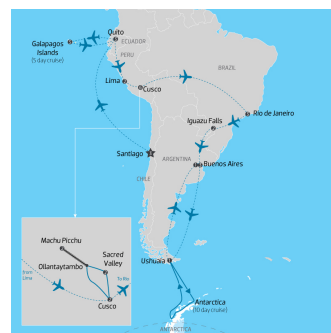 Quito
Galapagos
Islands
(5 day cruise)
ECUADOR
PERU
Lima
Cusco
BRAZIL
Rio de Janeiro
Iguazu Falls
Santiago
ARGENTINA
Buenos Aires
CHILE
Machu Picchu
Ollantaytambo
Sacred
Valley
from
Lima
To Rio
Cusco
Ushuaia
Antarctica
(10 day cruise)
ANTARCTICA